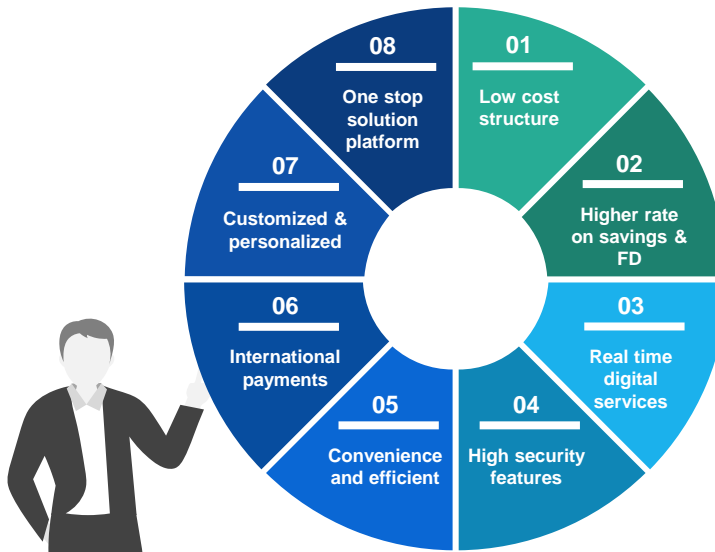 01
Low cost
structure
02
Higher rate
on savings &
FD
03
Real time
digital
services
04
High security
features
05
Convenience
and efficient
06
International
payments
07
Customized &
personalized
08
One stop
solution
platform